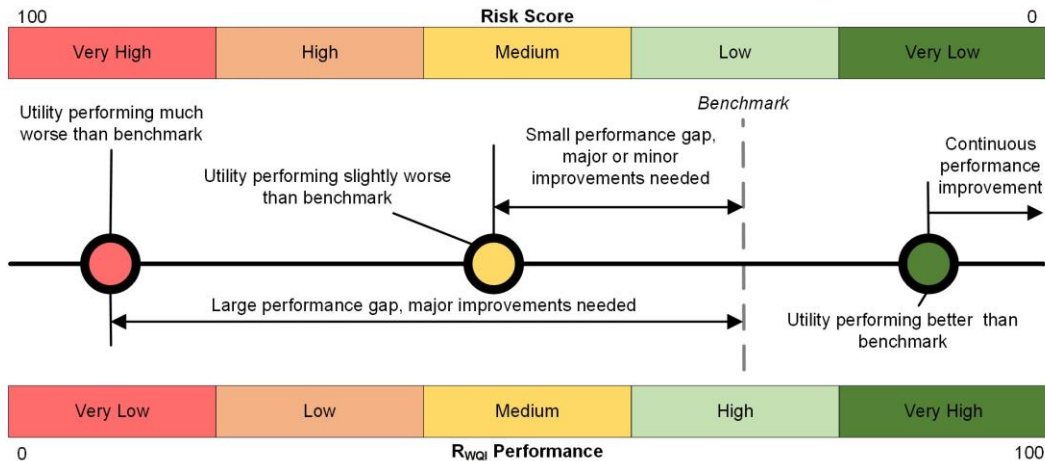 100 Risk Score 0
Very High High Medium Low Very Low
Benchmark
Utility performing much
worse than benchmark
Small performance gap,
major or minor
improvements needed
Continuous
performance
improvement
Utility performing slightly worse
than benchmark
Large performance gap, major improvements needed
Utility performing better than
benchmark
Very Low Low Medium High Very High
0 RWQI Performance 100